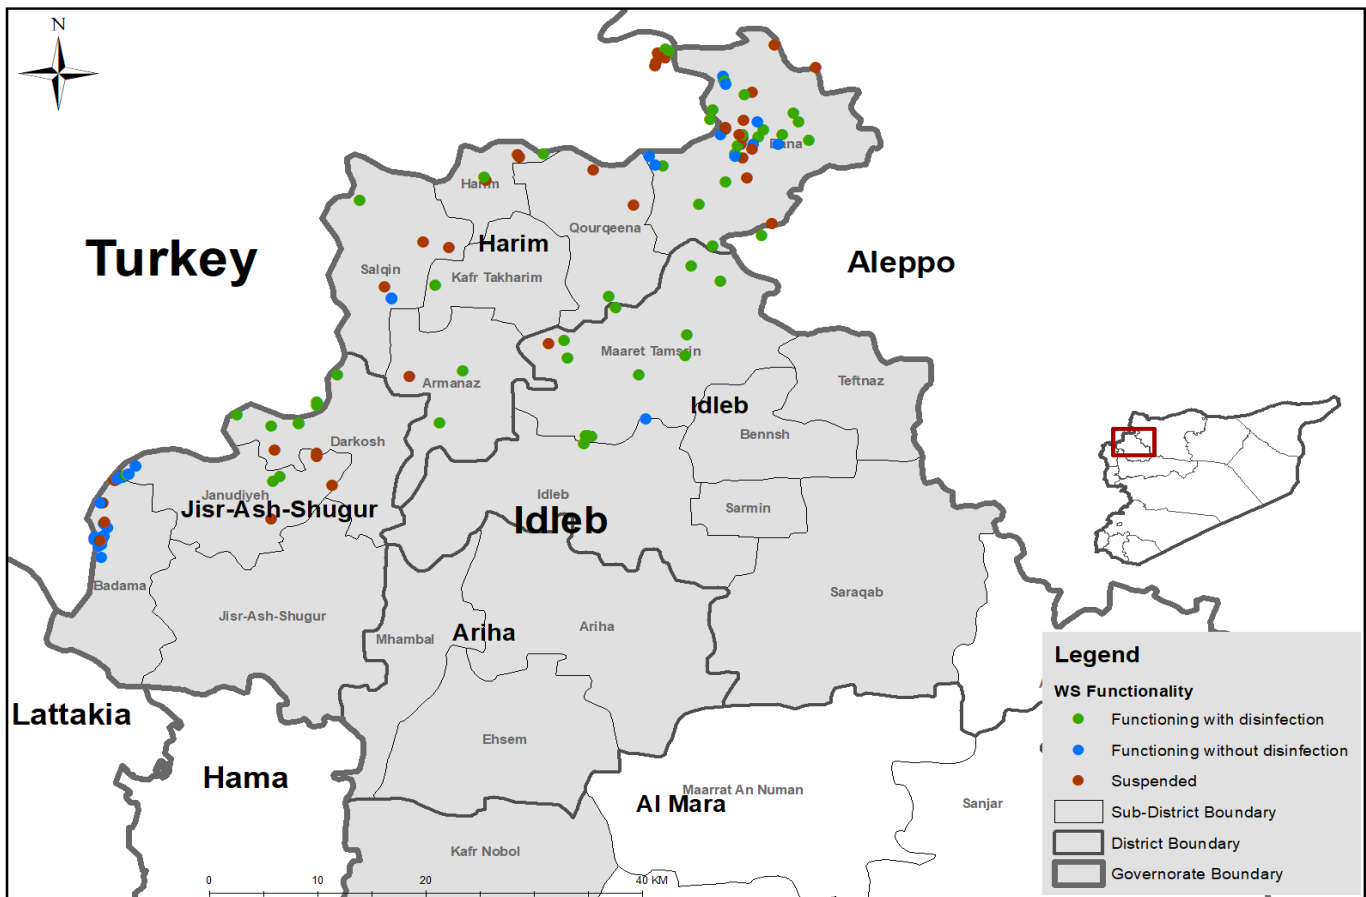 N
Dana
Harim
Turkey
Harim
Qourqeena
Aleppo
Salqin
Kafr Takharim
Maaret Tamsrin
Armanaz
Teftnaz
Idleb
Darkosh
Bennsh
Janudiyeh
Idleb
Jisr-Ash-Shugur
Idleb
Sarmin
Badama
Saraqab
Jisr-Ash-Shugur
Mhambal
Ariha
Ariha
Lattakia
Ehsem
Hama
Maarrat An Numan
Al Mara
Sanjar
Kafr Nobol
0 10 20 40 KM
Legend
WS Functionality
Functioning with disinfection
Functioning without disinfection
Suspended
Sub-District Boundary
District Boundary
Governorate Boundary